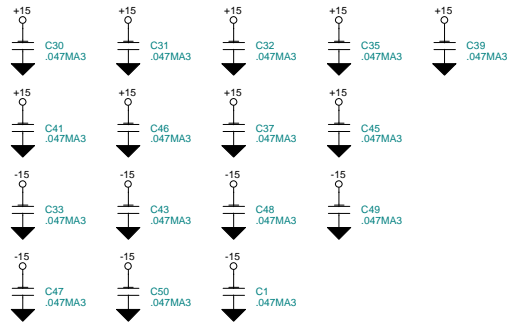 +15 +15 +15 +15 +15
C30 C31 C32 C35 C39
.047MA3 .047MA3 .047MA3 .047MA3 .047MA3
+15 +15 +15 +15
C41 C46 C37 C45
.047MA3 .047MA3 .047MA3 .047MA3
-15 -15 -15 -15
C33 C43 C48 C49
.047MA3 .047MA3 .047MA3 .047MA3
-15 -15 -15
C47 C50 C1
.047MA3 .047MA3 .047MA3